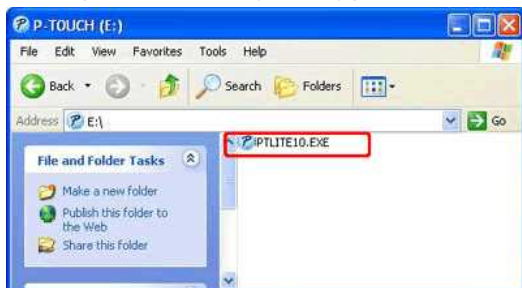 P-TOUCH (E:)
File Edit View Favorites Tools Help
Back Search Folders
Address E:\ Go
File and Folder Tasks
PTLITE10.EXE
Make a new folder
Publish this folder to
the Web
Share this folder